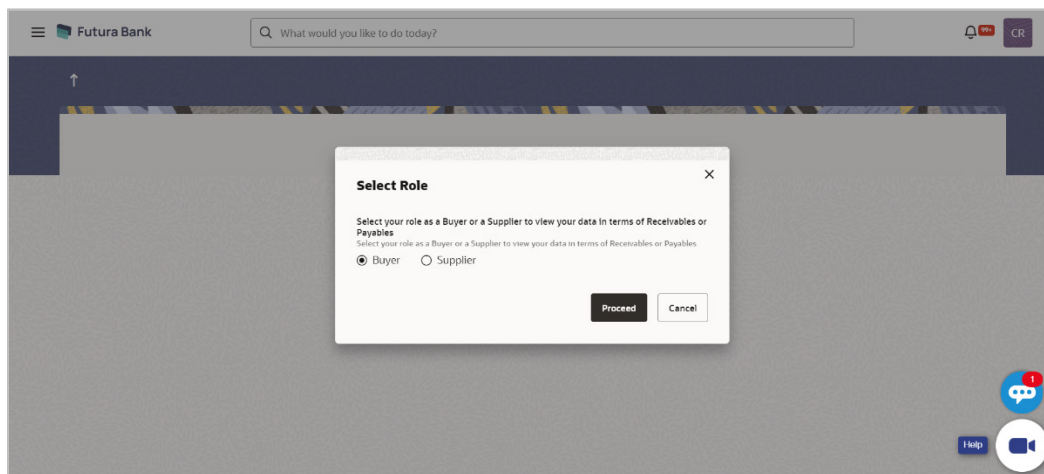 Futura Bank
What would you like to do today?
99+
CR
Select Role
Select your role as a Buyer or a Supplier to view your data in terms of Receivables or
Payables
Select your role as a Buyer or a Supplier to view your data in terms of Receivables or Payables
Buyer
Supplier
Proceed
Cancel
1
Help